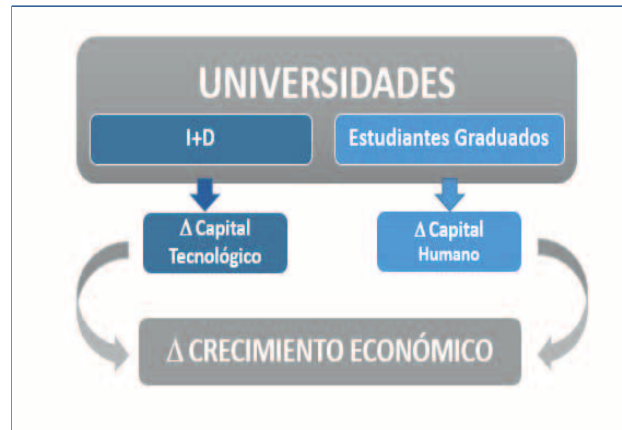 UNIVERSIDADES
I+D
Estudiantes Graduados
Δ Capital
Tecnológico
Δ Capital
Humano
Δ CRECIMIENTO ECONÓMICO